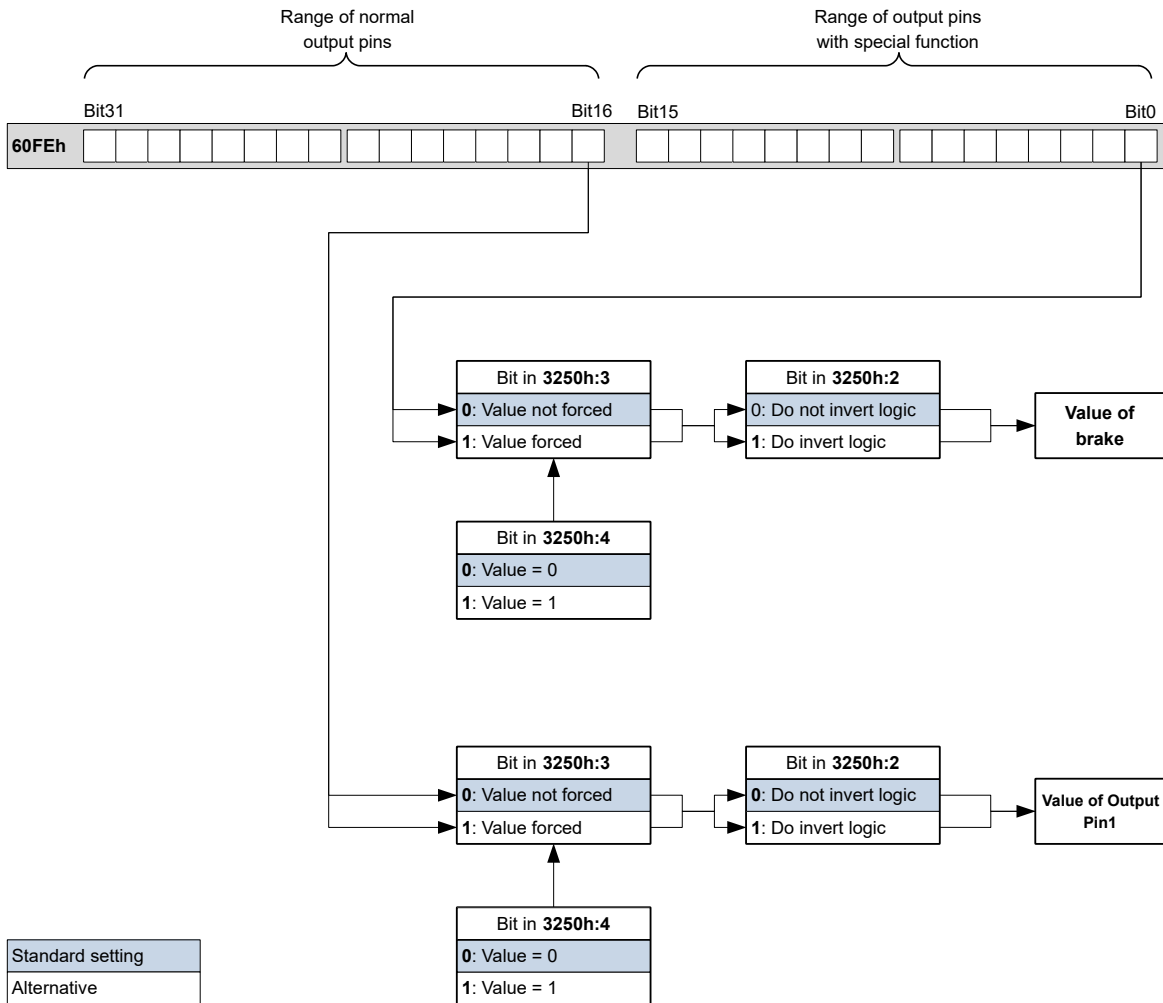 Range of normal
output pins
Range of output pins
with special function
Bit31
Bit16
Bit15
Bit0
60FEh
Bit in 3250h:3
0: Value not forced
1: Value forced
Bit in 3250h:2
0: Do not invert logic
1: Do invert logic
Value of
brake
Bit in 3250h:4
0: Value = 0
1: Value = 1
Bit in 3250h:3
0: Value not forced
1: Value forced
Bit in 3250h:2
0: Do not invert logic
1: Do invert logic
Value of Output
Pin1
Bit in 3250h:4
0: Value = 0
1: Value = 1
Standard setting
Alternative